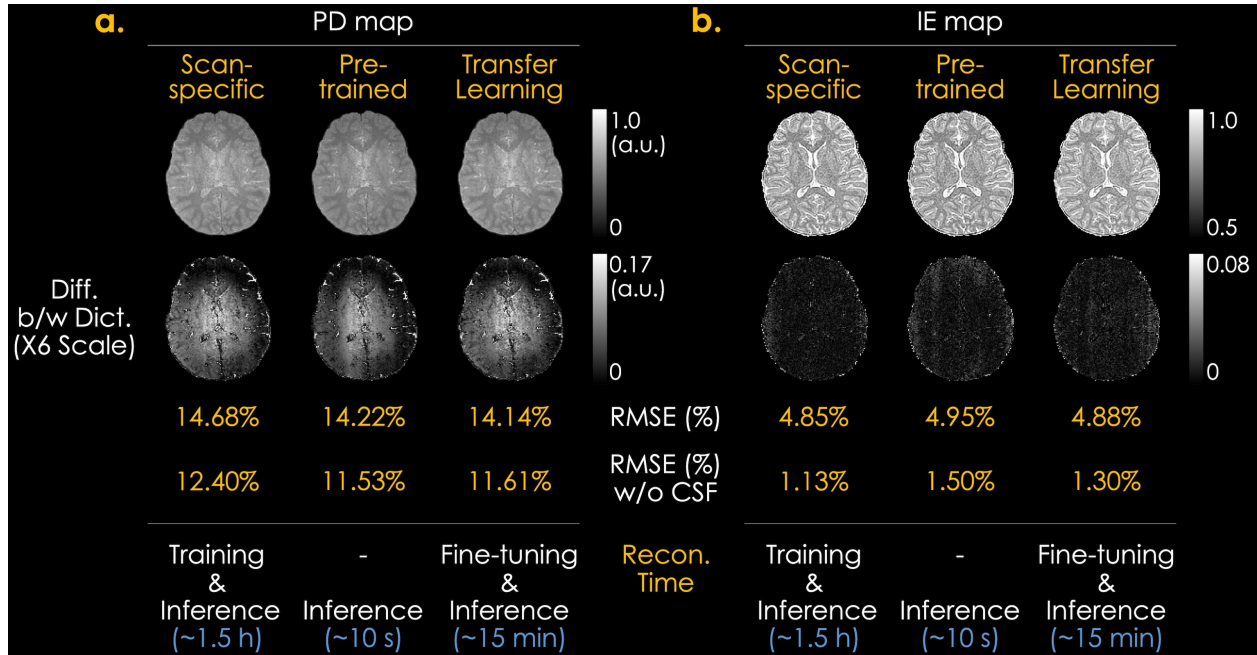 a.
PD map
b.
IE map
Scan-
specific
Pre-
trained
Transfer
Learning
Scan-
specific
Pre-
trained
Transfer
Learning
1.0
(a.u.)
0
1.0
0.5
Diff.
b/w Dict.
(X6 Scale)
0.17
(a.u.)
0
0.08
0
14.68% 14.22% 14.14% RMSE (%) 4.85% 4.95% 4.88%
12.40% 11.53% 11.61% RMSE (%)
w/o CSF 1.13% 1.50% 1.30%
Training
&
Inference
(~1.5 h)
-
Inference
(~10 s)
Fine-tuning
&
Inference
(~15 min)
Recon.
Time
Training
&
Inference
(~1.5 h)
-
Inference
(~10 s)
Fine-tuning
&
Inference
(~15 min)